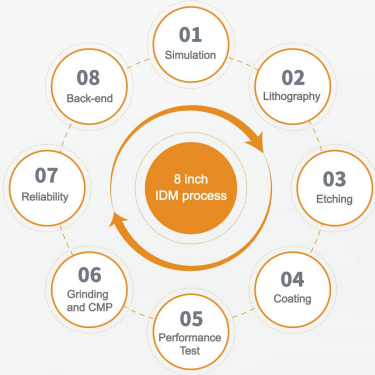 01
Simulation
02
Lithography
03
Etching
04
Coating
05
Performance
Test
06
Grinding
and CMP
07
Reliability
08
Back-end
8 inch
IDM process